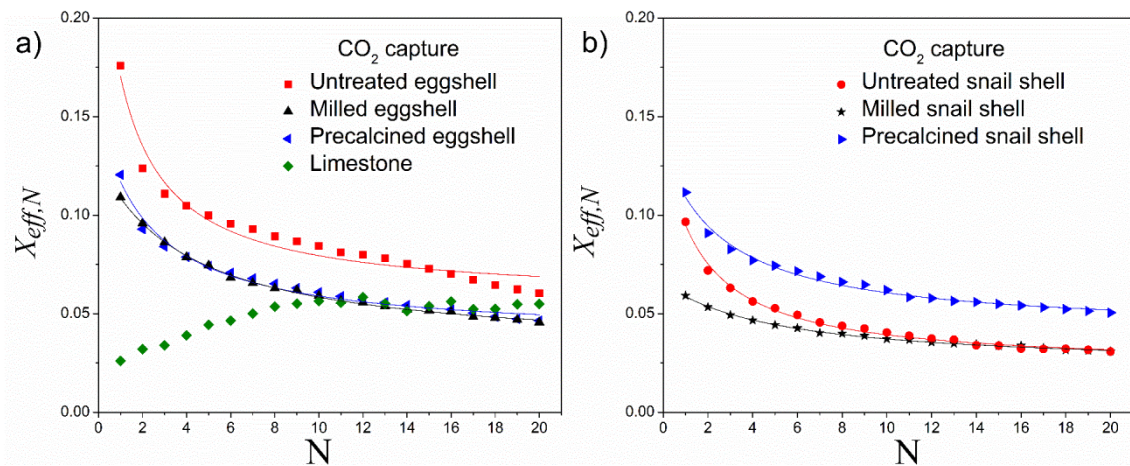 a)
CO2 capture
Untreated eggshell
Milled eggshell
Precalcined eggshell
Limestone
Xeff,N
0.20
0.15
0.10
0.05
0.00
0 2 4 6 8 10 12 14 16 18 20
N
b)
CO2 capture
Untreated snail shell
Milled snail shell
Precalcined snail shell
Xeff,N
0.20
0.15
0.10
0.05
0.00
0 2 4 6 8 10 12 14 16 18 20
N